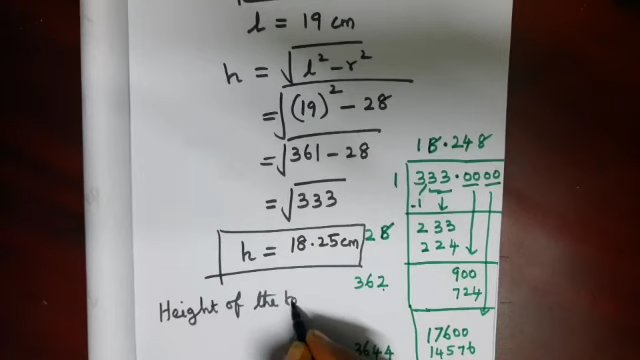 l = 19 cm
h = √l² - r²
= √(19)² - 28
= √361 - 28
= √333
h = 18.25cm
Height of the
18.248
1 333.0000
-1
28 233
224
362 900
724
3644 17600
14576